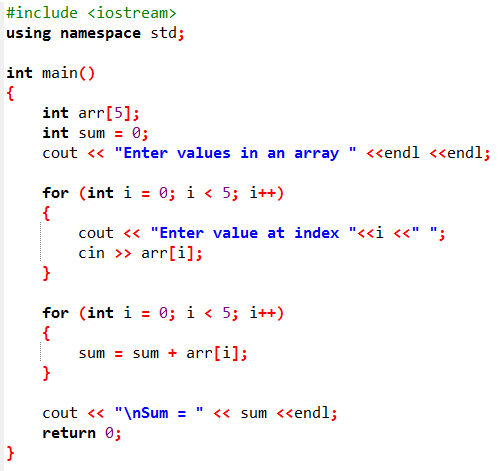 #include <iostream>
using namespace std;
int main()
{
int arr[5];
int sum = 0;
cout << "Enter values in an array " <<endl <<endl;
for (int i = 0; i < 5; i++)
{
cout << "Enter value at index "<<i <<" ";
cin >> arr[i];
}
for (int i = 0; i < 5; i++)
{
sum = sum + arr[i];
}
cout << "\nSum = " << sum <<endl;
return 0;
}